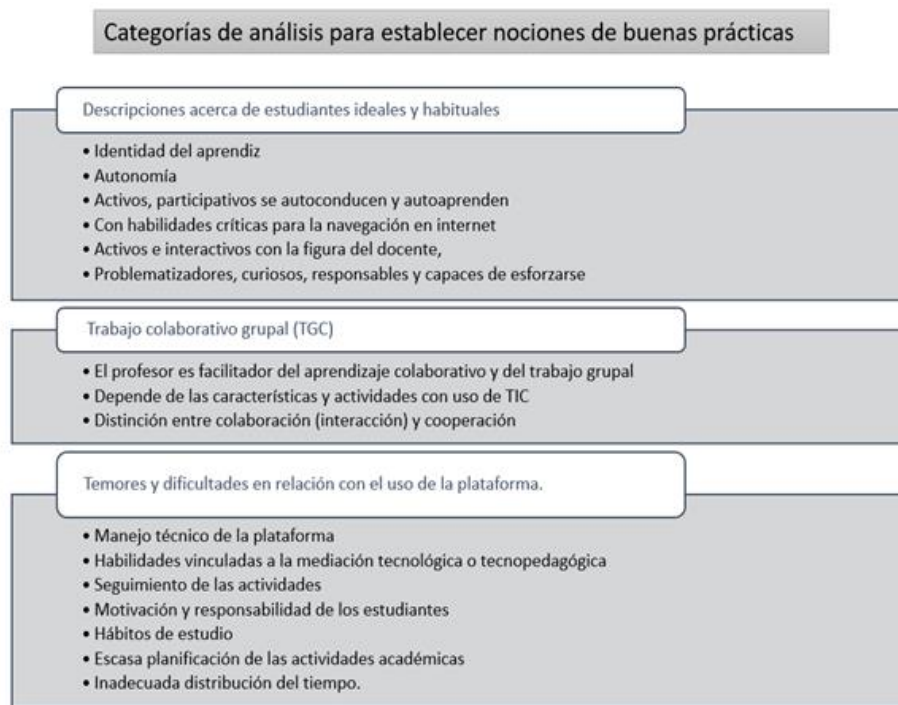 Categorías de análisis para establecer nociones de buenas prácticas
Descripciones acerca de estudiantes ideales y habituales
• Identidad del aprendiz
• Autonomía
• Activos, participativos se autoconducen y autoaprenden
• Con habilidades críticas para la navegación en internet
• Activos e interactivos con la figura del docente,
• Problematizadores, curiosos, responsables y capaces de esforzarse
Trabajo colaborativo grupal (TGC)
• El profesor es facilitador del aprendizaje colaborativo y del trabajo grupal
• Depende de las características y actividades con uso de TIC
• Distinción entre colaboración (interacción) y cooperación
Temores y dificultades en relación con el uso de la plataforma.
• Manejo técnico de la plataforma
• Habilidades vinculadas a la mediación tecnológica o tecnopedagógica
• Seguimiento de las actividades
• Motivación y responsabilidad de los estudiantes
• Hábitos de estudio
• Escasa planificación de las actividades académicas
• Inadecuada distribución del tiempo.